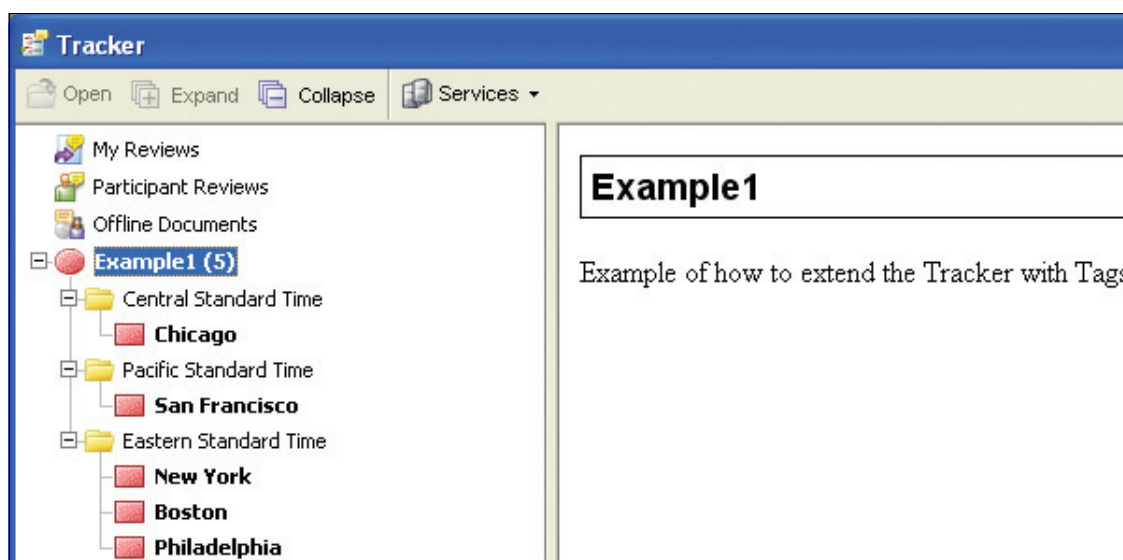 Tracker
Open Expand Collapse Services
My Reviews
Participant Reviews
Offline Documents
Example1 (5)
Central Standard Time
Chicago
Pacific Standard Time
San Francisco
Eastern Standard Time
New York
Boston
Philadelphia
Example1
Example of how to extend the Tracker with Tags